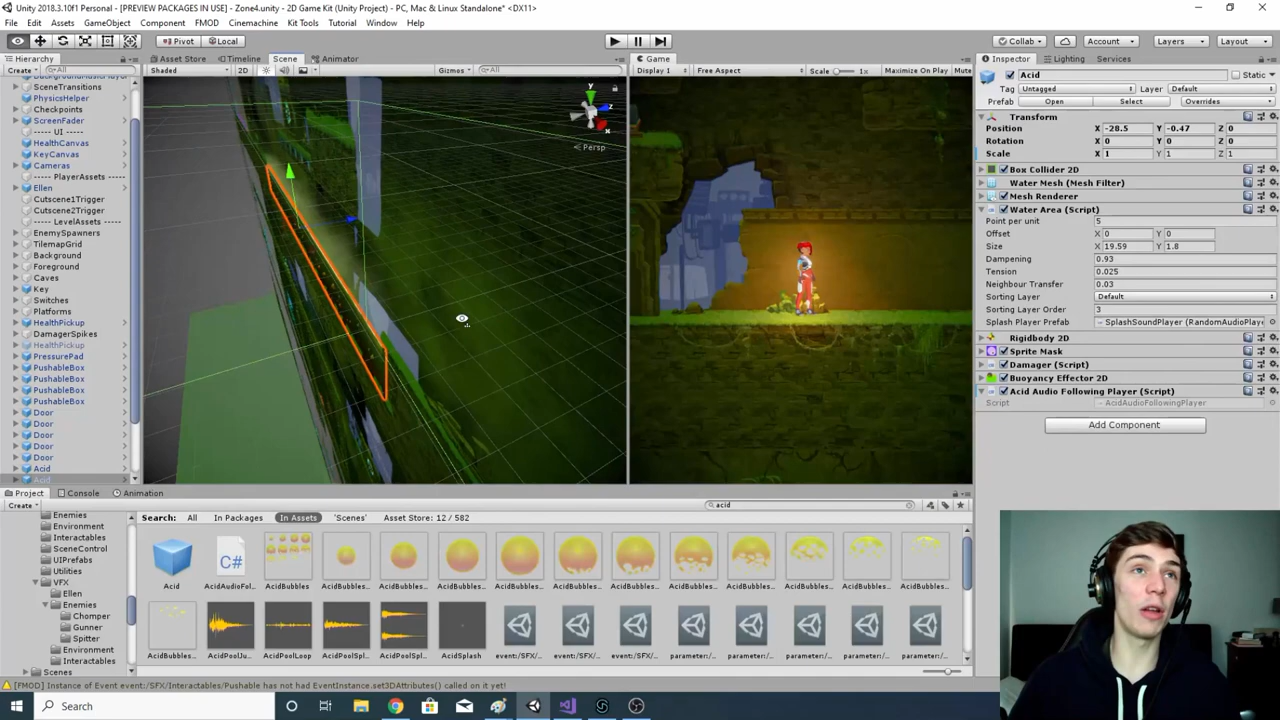 Unity 2018.3.10f1 Personal - [PREVIEW PACKAGES IN USE] - Zone4.unity - 2D Game Kit (Unity Project) - PC, Mac & Linux Standalone* <DX11>
File Edit Assets GameObject Component FMOD Cinemachine Kit Tools Tutorial Window Help
Pivot Local Collab Account Layers Layout
Hierarchy Asset Store Timeline Scene Animator Game Inspector Lighting Services
Create All Shaded 2D Gizmos All Display 1 Free Aspect Scale 1x Maximize On Play Mute
Acid Static
Tag Untagged Layer Default
Prefab Open Select Overrides
Transform
Position X -28.5 Y -0.47 Z 0
Rotation X 0 Y 0 Z 0
Scale X 1 Y 1 Z 1
Box Collider 2D
Water Mesh (Mesh Filter)
Mesh Renderer
Water Area (Script)
Point per unit 5
Offset X 0 Y 0
Size X 19.59 Y 1.8
Dampening 0.93
Tension 0.025
Neighbour Transfer 0.03
Sorting Layer Default
Sorting Layer Order 3
Splash Player Prefab SplashSoundPlayer (RandomAudioPlaye
Rigidbody 2D
Sprite Mask
Damager (Script)
Buoyancy Effector 2D
Acid Audio Following Player (Script)
Script AcidAudioFollowingPlayer
Add Component
SceneTransitions
PhysicsHelper
Checkpoints
ScreenFader
----- UI -----
HealthCanvas
KeyCanvas
Cameras
----- PlayerAssets
Ellen
Cutscene1Trigger
Cutscene2Trigger
----- LevelAssets
EnemySpawners
TilemapGrid
Background
Foreground
Caves
Key
Switches
Platforms
HealthPickup
DamagerSpikes
HealthPickup
PressurePad
PushableBox
PushableBox
PushableBox
PushableBox
Door
Door
Door
Door
Door
Acid
Acid
y
z
x
Persp
Project Console Animation
Create acid
Search: All In Packages In Assets 'Scenes' Asset Store: 12 / 582
Enemies
Environment
Interactables
SceneControl
UIPrefabs
Utilities
VFX
Ellen
Enemies
Chomper
Gunner
Spitter
Environment
Interactables
Scenes
C#
Acid AcidAudioFol... AcidBubbles AcidBubbles... AcidBubbles... AcidBubbles... AcidBubbles... AcidBubbles... AcidBubbles... AcidBubbles... AcidBubbles... AcidBubbles... AcidBubbles... AcidBubbles...
AcidBubbles... AcidPoolJu... AcidPoolLoop AcidPoolSpl... AcidPoolSpl... AcidSplash event:/SFX/... event:/SFX/... event:/SFX/... parameter:/... parameter:/... parameter:/... parameter:/... parameter:/...
[FMOD] Instance of Event event:/SFX/Interactables/Pushable has not had EventInstance.set3DAttributes() called on it yet!
Search